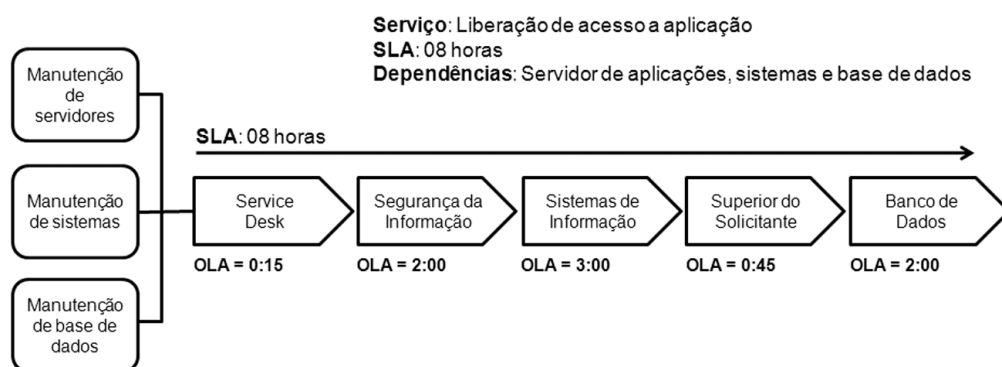 Serviço: Liberação de acesso a aplicação
SLA: 08 horas
Dependências: Servidor de aplicações, sistemas e base de dados
Manutenção
de
servidores
Manutenção
de sistemas
Manutenção
de base de
dados
SLA: 08 horas
Service
Desk
OLA = 0:15
Segurança da
Informação
OLA = 2:00
Sistemas de
Informação
OLA = 3:00
Superior do
Solicitante
OLA = 0:45
Banco de
Dados
OLA = 2:00